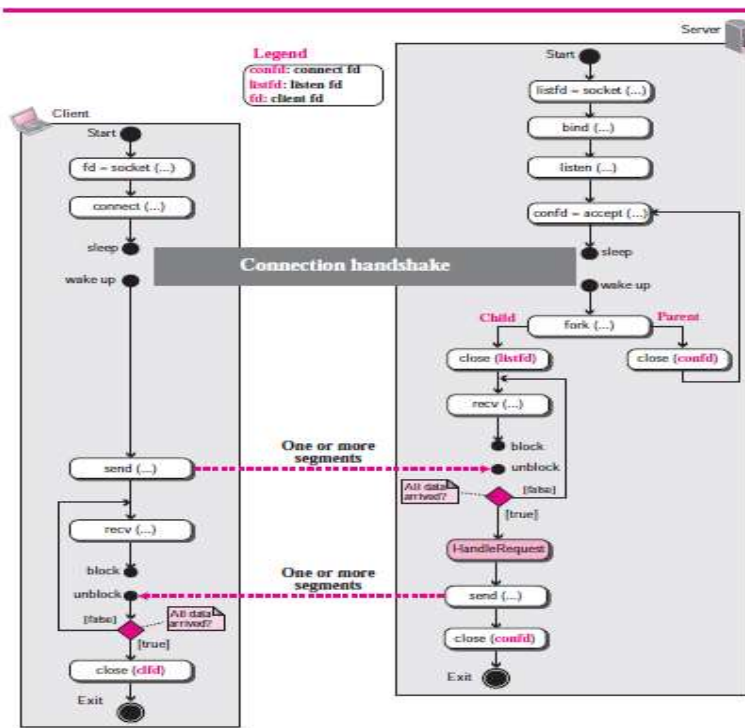 Server
Legend
confd: connect fd
listfd: listen fd
fd: client fd
Start
listfd = socket (...)
bind (...)
listen (...)
confd = accept (...)
sleep
wake up
Client
Start
fd = socket (...)
connect (...)
sleep
wake up
Connection handshake
Child
fork (...)
Parent
close (listfd)
close (confd)
recv (...)
block
unblock
One or more
segments
send (...)
All data
arrived?
[false]
[true]
HandleRequest
recv (...)
block
unblock
One or more
segments
send (...)
[false]
All data
arrived?
[true]
close (confd)
close (clfd)
Exit
Exit